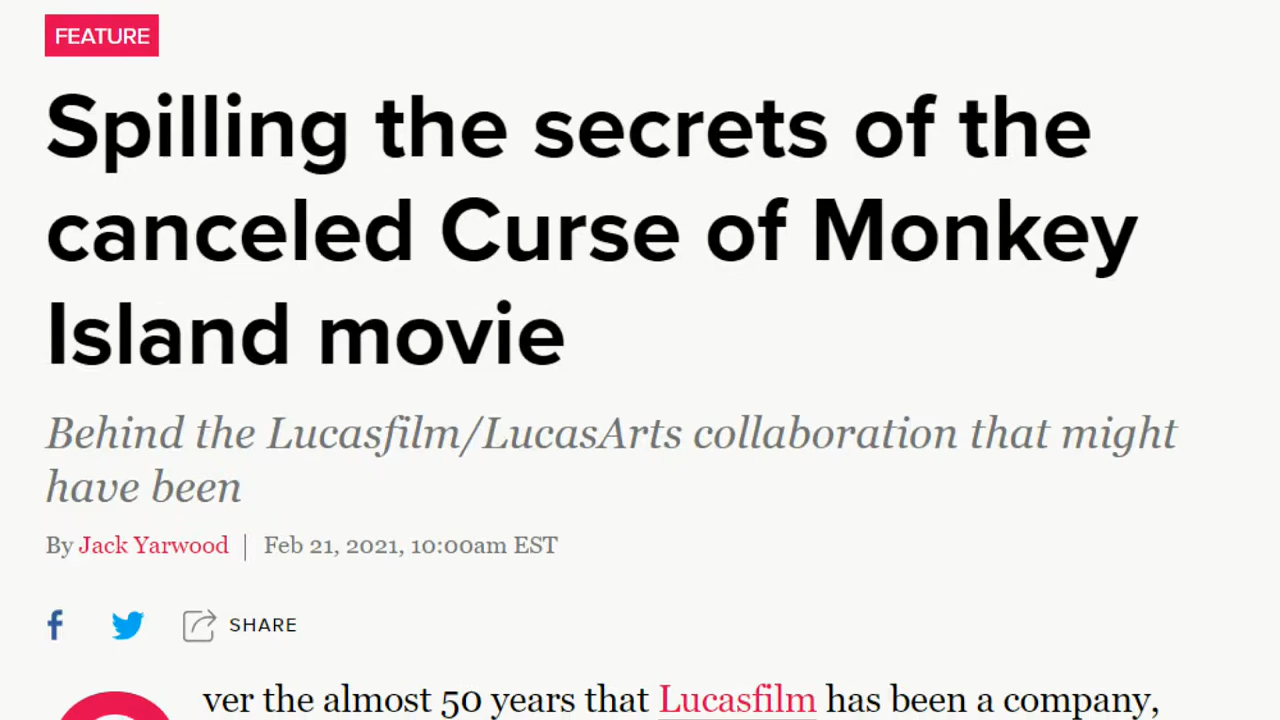 FEATURE
Spilling the secrets of the
canceled Curse of Monkey
Island movie
Behind the Lucasfilm/LucasArts collaboration that might
have been
By Jack Yarwood | Feb 21, 2021, 10:00am EST
SHARE
ver the almost 50 years that Lucasfilm has been a company,